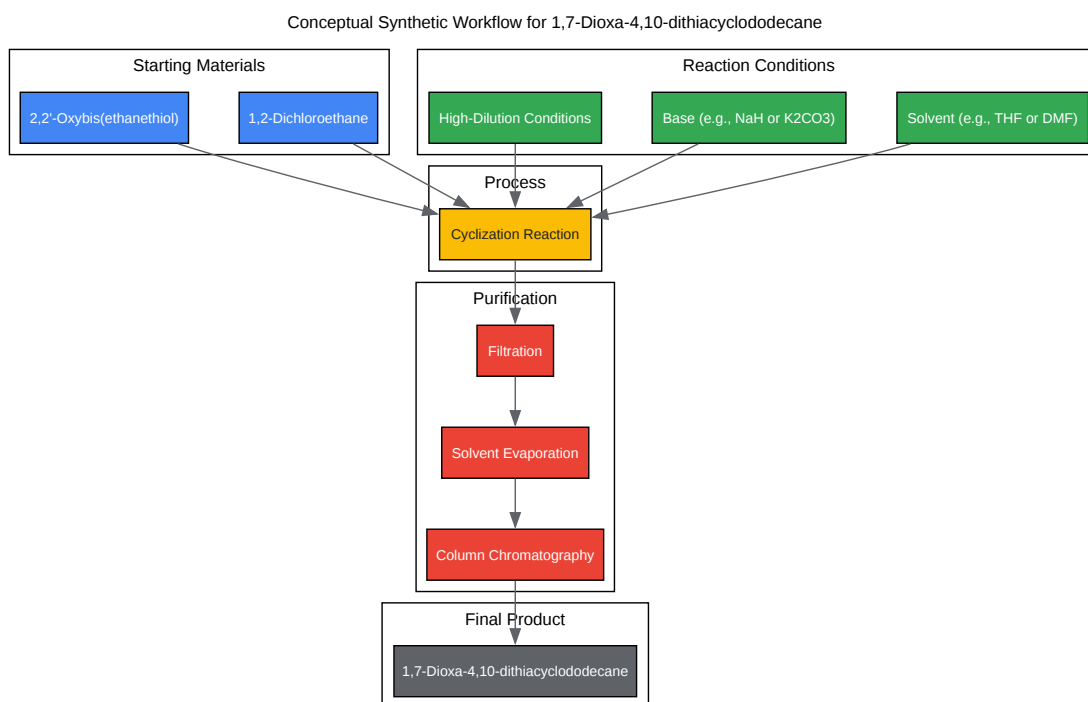 Conceptual Synthetic Workflow for 1,7-Dioxa-4,10-dithiacyclododecane
Starting Materials
Reaction Conditions
2,2'-Oxybis(ethanethiol)
1,2-Dichloroethane
High-Dilution Conditions
Base (e.g., NaH or K2CO3)
Solvent (e.g., THF or DMF)
Process
Cyclization Reaction
Purification
Filtration
Solvent Evaporation
Column Chromatography
Final Product
1,7-Dioxa-4,10-dithiacyclododecane